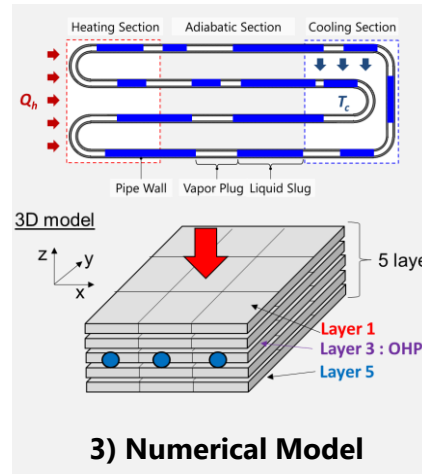 Heating Section Adiabatic Section Cooling Section
Qh
Tc
Pipe Wall Vapor Plug Liquid Slug
3D model
z
y
x
5 laye
Layer 1
Layer 3 : OHP
Layer 5
3) Numerical Model